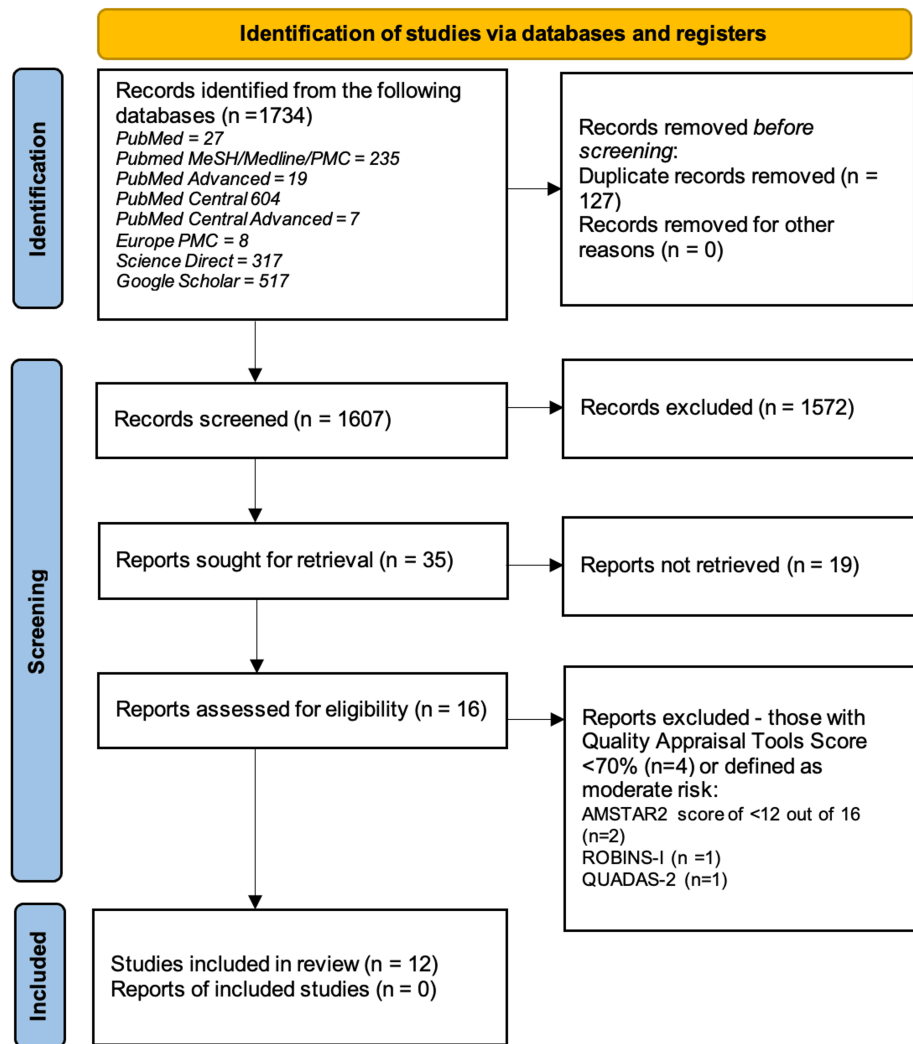 Identification of studies via databases and registers
Identification
Records identified from the following
databases (n =1734)
PubMed = 27
Pubmed MeSH/Medline/PMC = 235
PubMed Advanced = 19
PubMed Central 604
PubMed Central Advanced = 7
Europe PMC = 8
Science Direct = 317
Google Scholar = 517
Records removed before
screening:
Duplicate records removed (n =
127)
Records removed for other
reasons (n = 0)
Screening
Records screened (n = 1607)
Records excluded (n = 1572)
Reports sought for retrieval (n = 35)
Reports not retrieved (n = 19)
Reports assessed for eligibility (n = 16)
Reports excluded - those with
Quality Appraisal Tools Score
<70% (n=4) or defined as
moderate risk:
AMSTAR2 score of <12 out of 16
(n=2)
ROBINS-I (n =1)
QUADAS-2 (n=1)
Included
Studies included in review (n = 12)
Reports of included studies (n = 0)